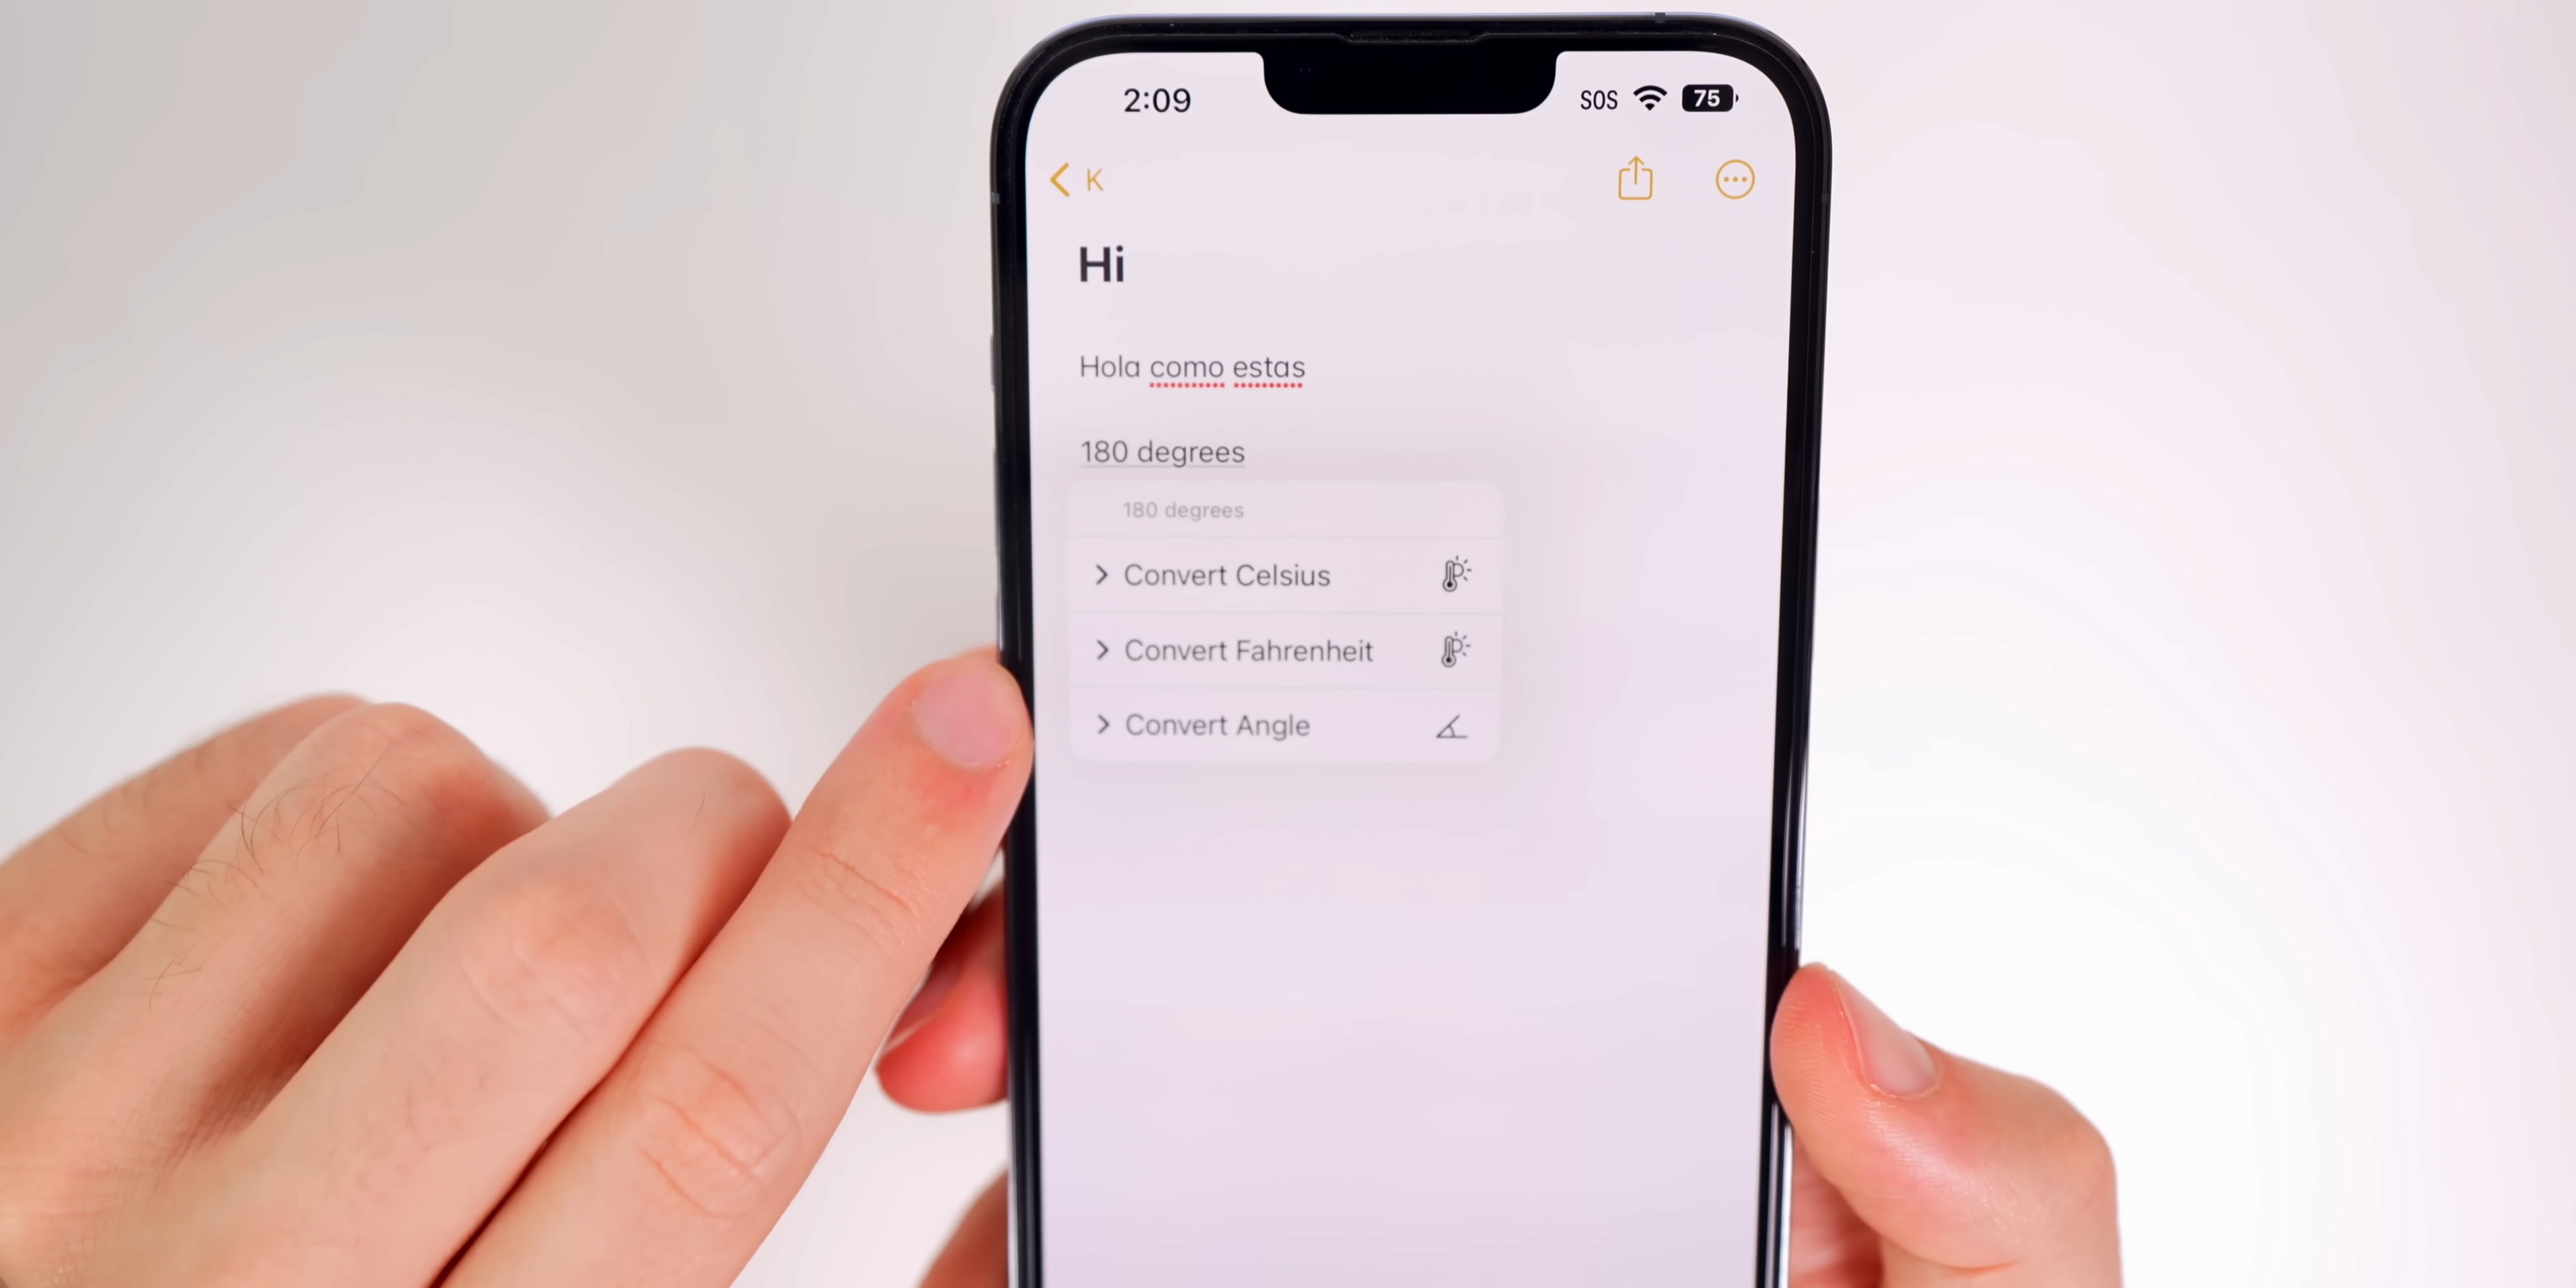 2:09 SOS 75
K
Hi
Hola como estas
180 degrees
180 degrees
Convert Celsius
Convert Fahrenheit
Convert Angle